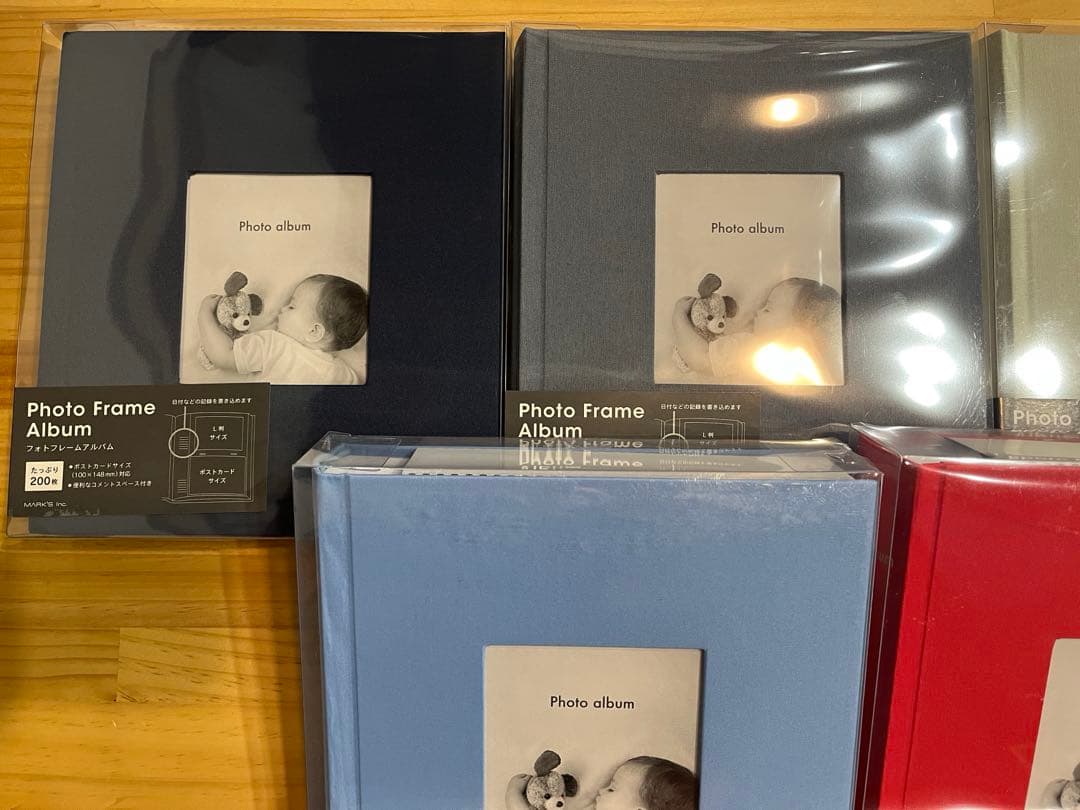 Photo album
Photo Frame
Album
フォトフレームアルバム
日付などの記録を書き込めます
L判
サイズ
ポストカード
サイズ
たっぷり
200枚
●ポストカードサイズ
(100×148mm)対応
●便利なコメントスペース付き
MARK'S Inc.
Photo album
Photo Frame
Album
日付などの記録を書き込めます
L判
Photo
Photo album